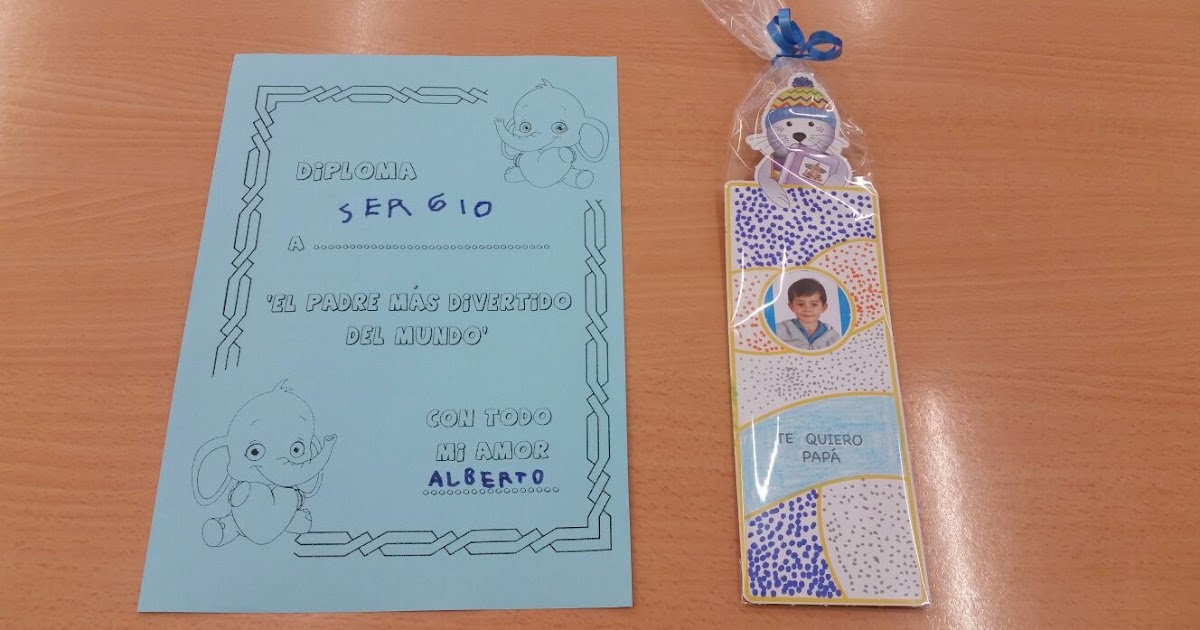 DIPLOMA
SERGIO
A ........................................
'EL PADRE MÁS DIVERTIDO
DEL MUNDO'
CON TODO
MI AMOR
ALBERTO
TE QUIERO
PAPÁ